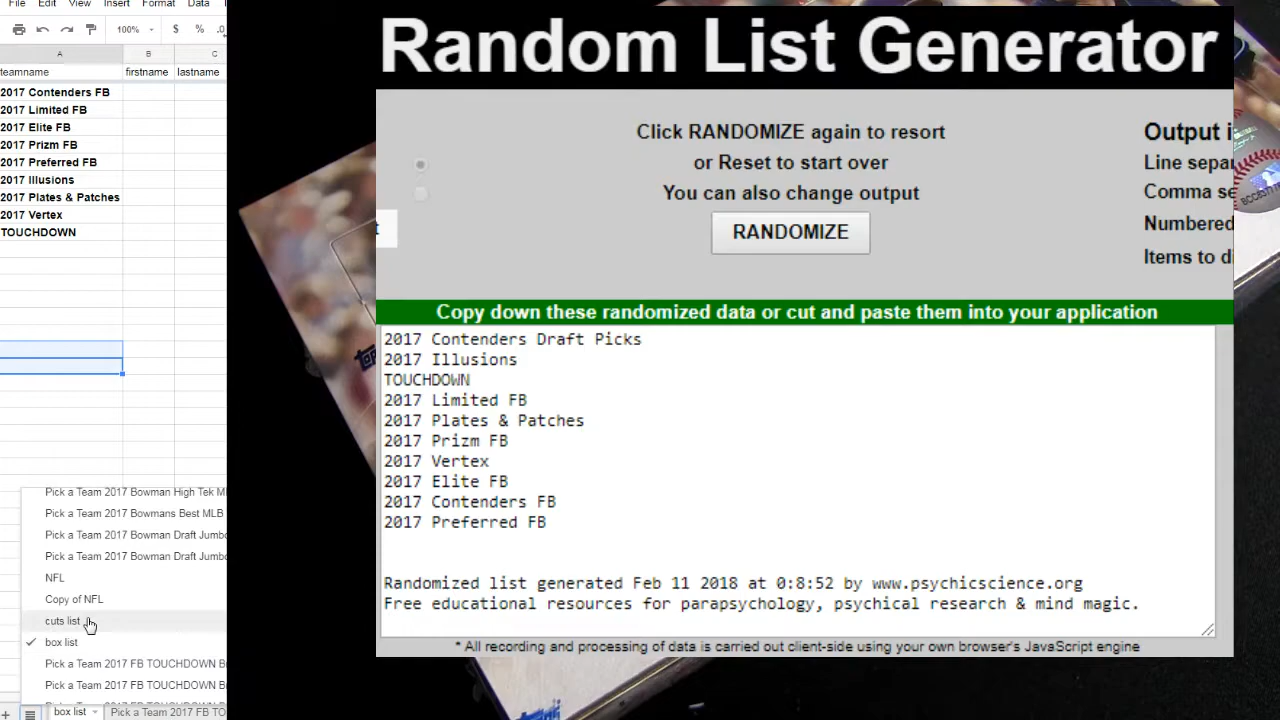 File Edit View Insert Format Data
100% $ % .0
A B C
teamname firstname lastname
2017 Contenders FB
2017 Limited FB
2017 Elite FB
2017 Prizm FB
2017 Preferred FB
2017 Illusions
2017 Plates & Patches
2017 Vertex
TOUCHDOWN
Pick a Team 2017 Bowman High Tek ML
Pick a Team 2017 Bowmans Best MLB
Pick a Team 2017 Bowman Draft Jumbo
Pick a Team 2017 Bowman Draft Jumbo
NFL
Copy of NFL
cuts list
box list
Pick a Team 2017 FB TOUCHDOWN Br
Pick a Team 2017 FB TOUCHDOWN Br
box list Pick a Team 2017 FB TO
Random List Generator
Click RANDOMIZE again to resort
or Reset to start over
You can also change output
RANDOMIZE
Output i
Line sepa
Comma se
Numbered
Items to di
Copy down these randomized data or cut and paste them into your application
2017 Contenders Draft Picks
2017 Illusions
TOUCHDOWN
2017 Limited FB
2017 Plates & Patches
2017 Prizm FB
2017 Vertex
2017 Elite FB
2017 Contenders FB
2017 Preferred FB
Randomized list generated Feb 11 2018 at 0:8:52 by www.psychicscience.org
Free educational resources for parapsychology, psychical research & mind magic.
* All recording and processing of data is carried out client-side using your own browser's JavaScript engine